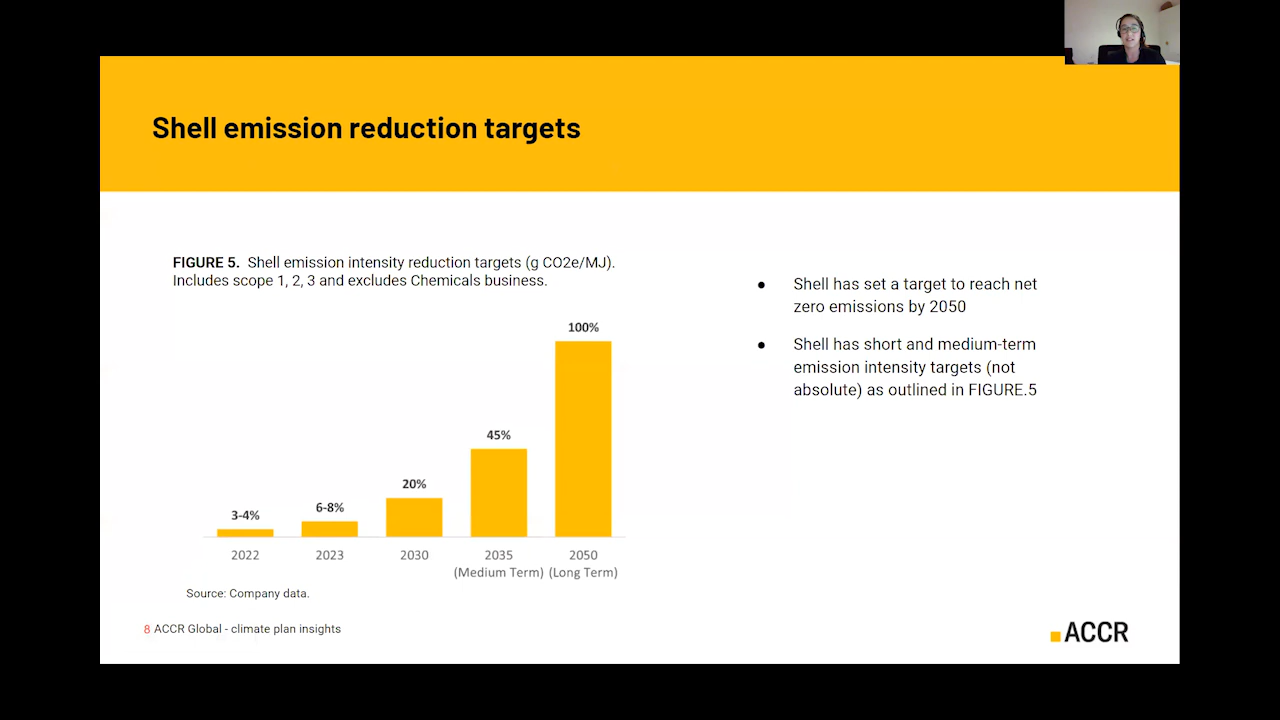 Shell emission reduction targets
FIGURE 5. Shell emission intensity reduction targets (g CO2e/MJ).
Includes scope 1, 2, 3 and excludes Chemicals business.
100%
45%
20%
6-8%
3-4%
2022
2023
2030
2035
(Medium Term)
2050
(Long Term)
Source: Company data.
● Shell has set a target to reach net
zero emissions by 2050
● Shell has short and medium-term
emission intensity targets (not
absolute) as outlined in FIGURE.5
8 ACCR Global - climate plan insights
ACCR